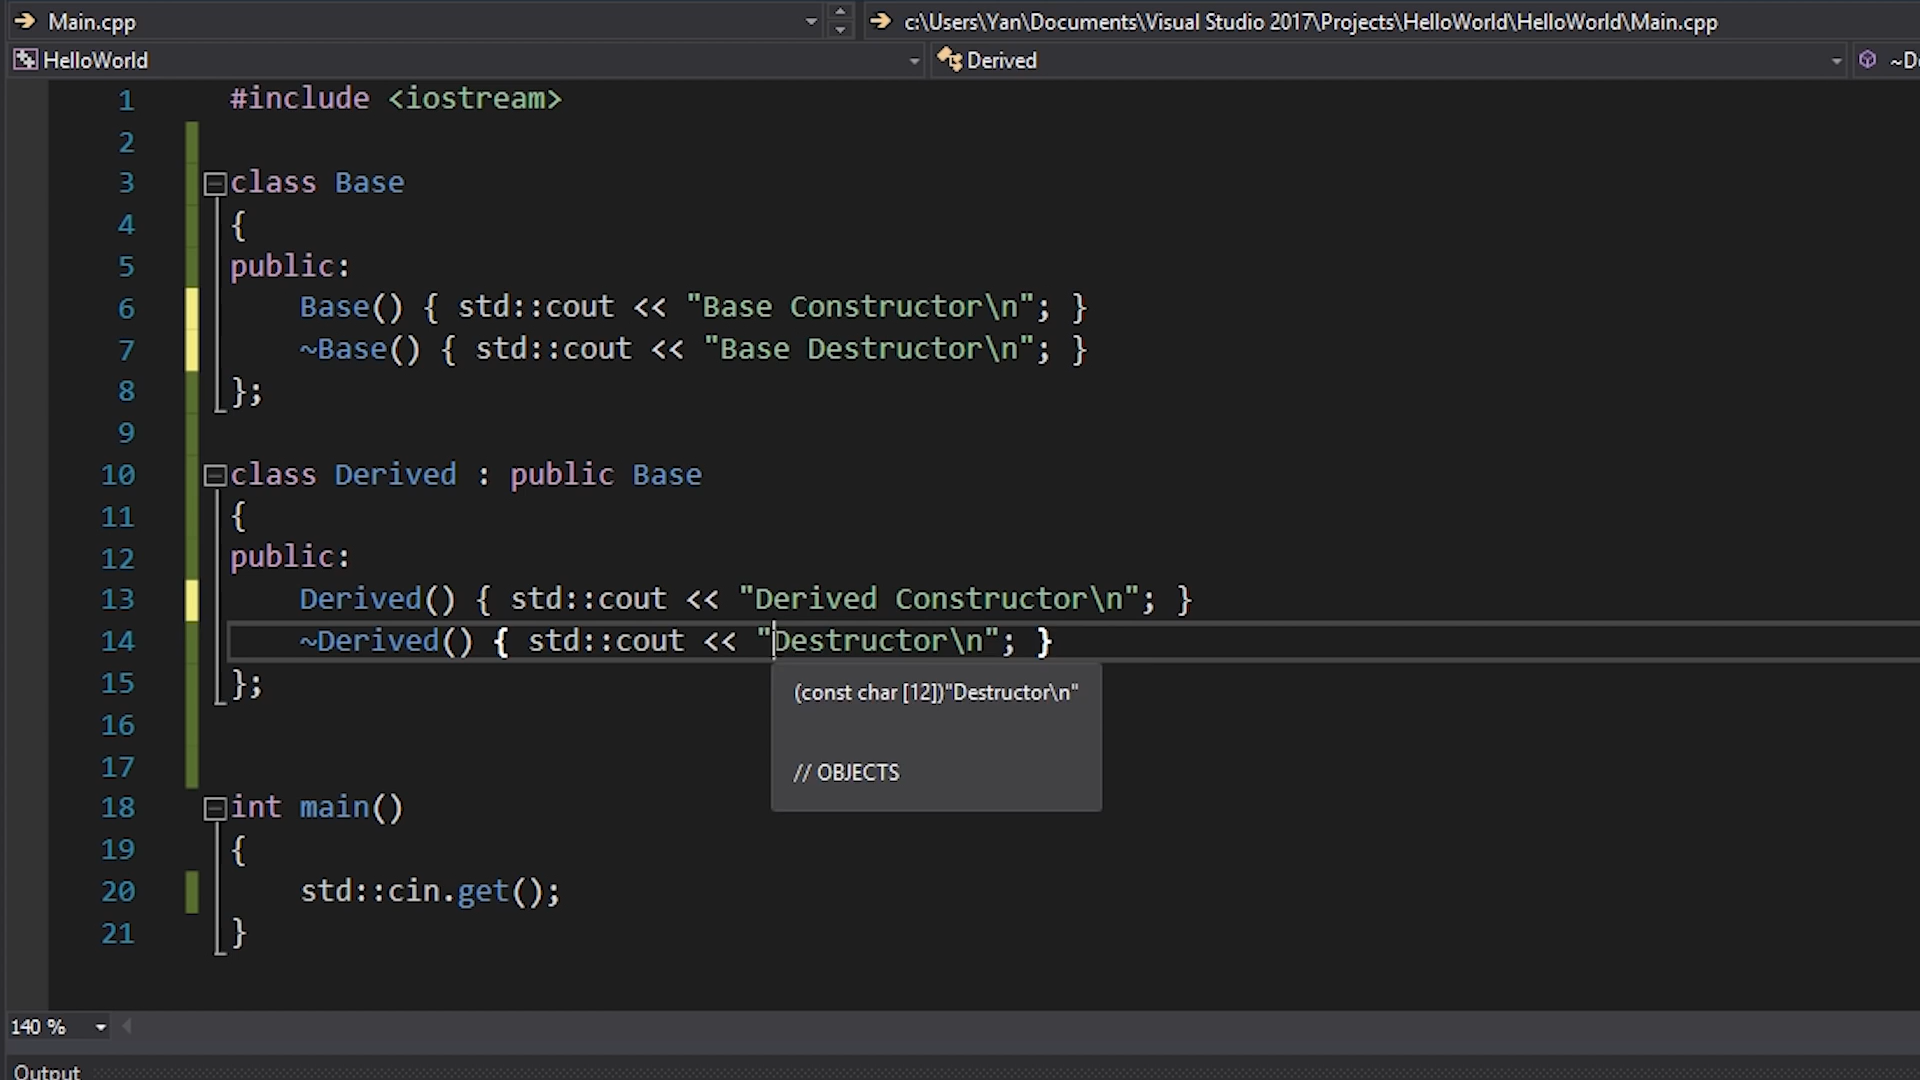 Main.cpp
c:\Users\Yan\Documents\Visual Studio 2017\Projects\HelloWorld\HelloWorld\Main.cpp
HelloWorld
Derived
1 #include <iostream>
2
3 class Base
4 {
5 public:
6 Base() { std::cout << "Base Constructor\n"; }
7 ~Base() { std::cout << "Base Destructor\n"; }
8 };
9
10 class Derived : public Base
11 {
12 public:
13 Derived() { std::cout << "Derived Constructor\n"; }
14 ~Derived() { std::cout << "Destructor\n"; }
15 };
(const char [12])"Destructor\n"
16
17
// OBJECTS
18 int main()
19 {
20 std::cin.get();
21 }
140 %
Output